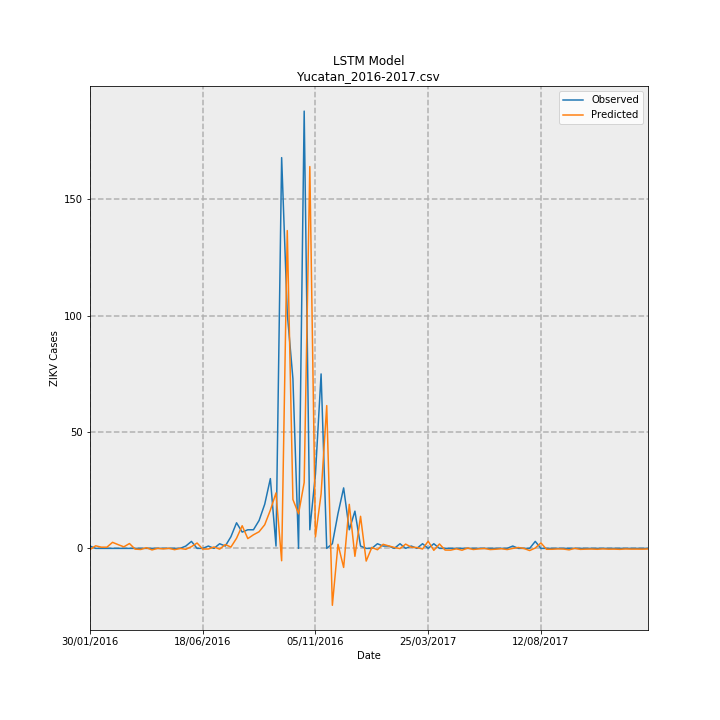 LSTM Model
Yucatan_2016-2017.csv
Observed
Predicted
150
100
50
0
ZIKV Cases
30/01/2016 18/06/2016 05/11/2016 25/03/2017 12/08/2017
Date